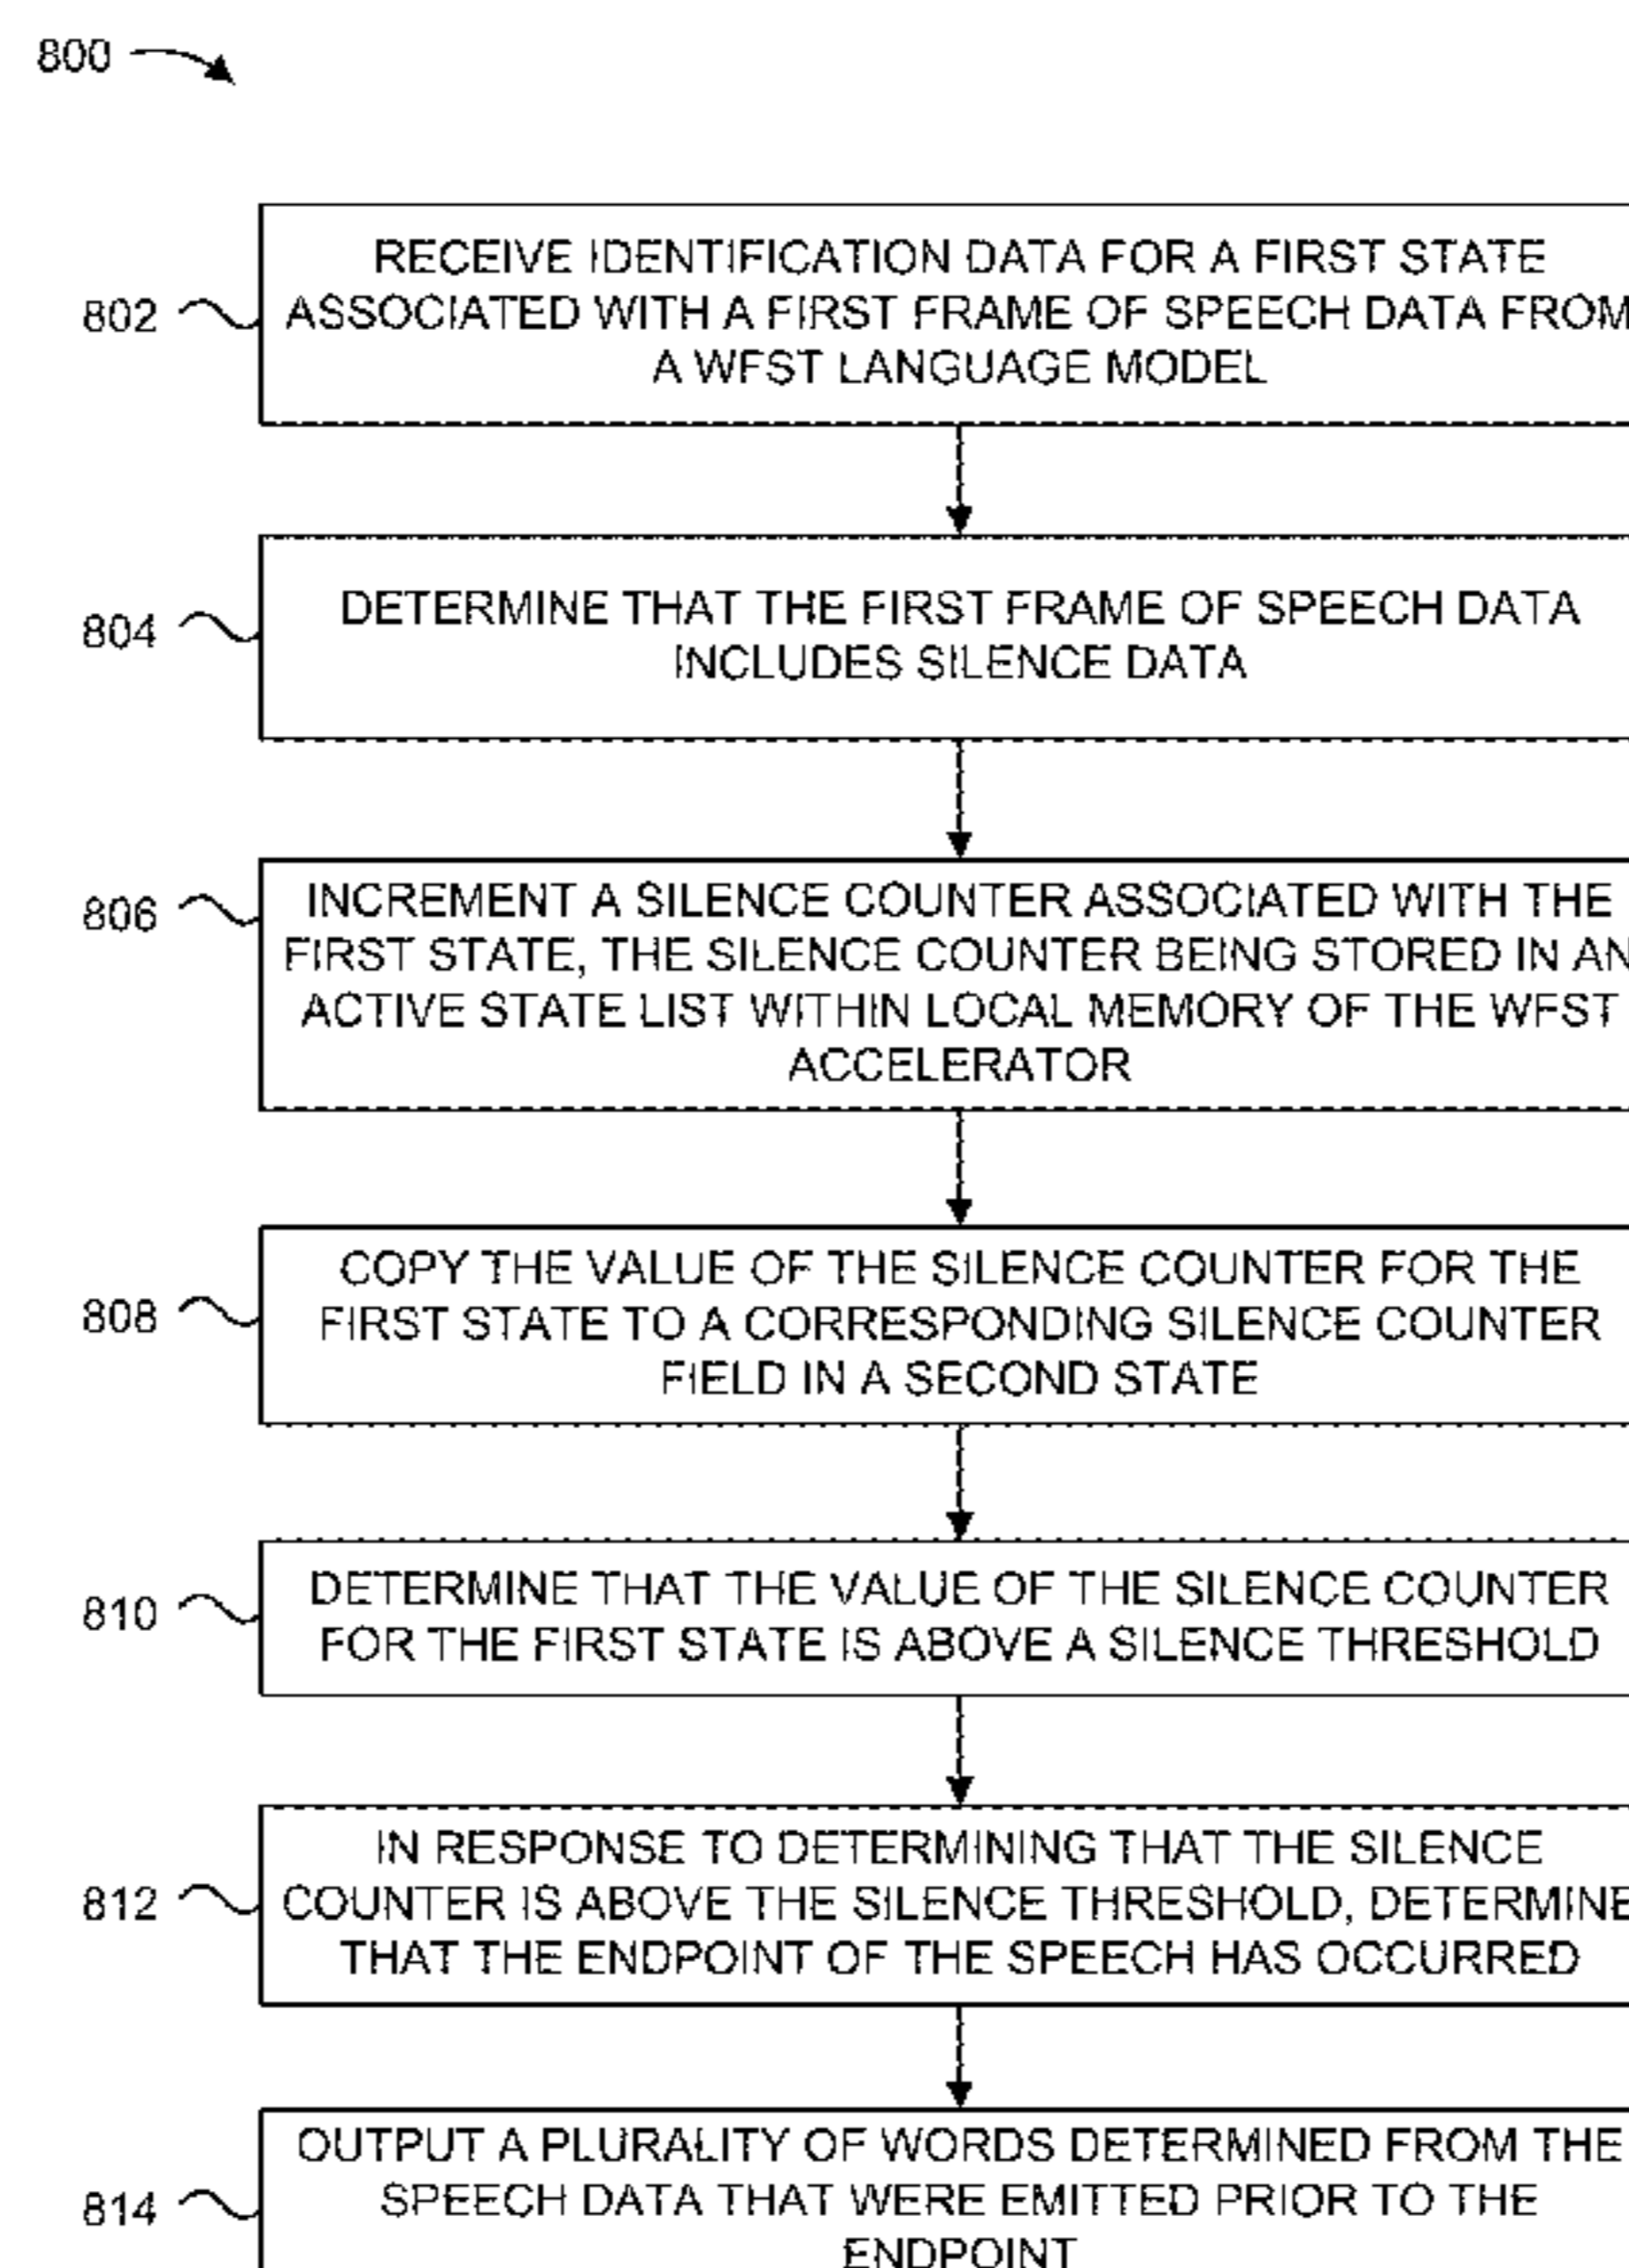 800
802
RECEIVE IDENTIFICATION DATA FOR A FIRST STATE
ASSOCIATED WITH A FIRST FRAME OF SPEECH DATA FROM
A WFST LANGUAGE MODEL
804
DETERMINE THAT THE FIRST FRAME OF SPEECH DATA
INCLUDES SILENCE DATA
806
INCREMENT A SILENCE COUNTER ASSOCIATED WITH THE
FIRST STATE, THE SILENCE COUNTER BEING STORED IN AN
ACTIVE STATE LIST WITHIN LOCAL MEMORY OF THE WFST
ACCELERATOR
808
COPY THE VALUE OF THE SILENCE COUNTER FOR THE
FIRST STATE TO A CORRESPONDING SILENCE COUNTER
FIELD IN A SECOND STATE
810
DETERMINE THAT THE VALUE OF THE SILENCE COUNTER
FOR THE FIRST STATE IS ABOVE A SILENCE THRESHOLD
812
IN RESPONSE TO DETERMINING THAT THE SILENCE
COUNTER IS ABOVE THE SILENCE THRESHOLD, DETERMINE
THAT THE ENDPOINT OF THE SPEECH HAS OCCURRED
814
OUTPUT A PLURALITY OF WORDS DETERMINED FROM THE
SPEECH DATA THAT WERE EMITTED PRIOR TO THE
ENDPOINT